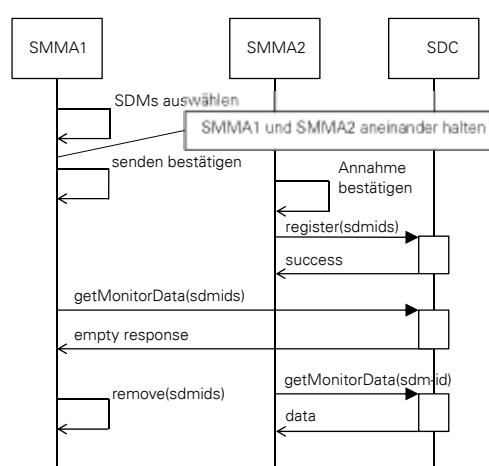 SMMA1
SMMA2
SDC
SDMs auswählen
SMMA1 und SMMA2 aneinander halten
senden bestätigen
Annahme
bestätigen
register(sdmids)
success
getMonitorData(sdmids)
empty response
getMonitorData(sdm-id)
remove(sdmids)
data